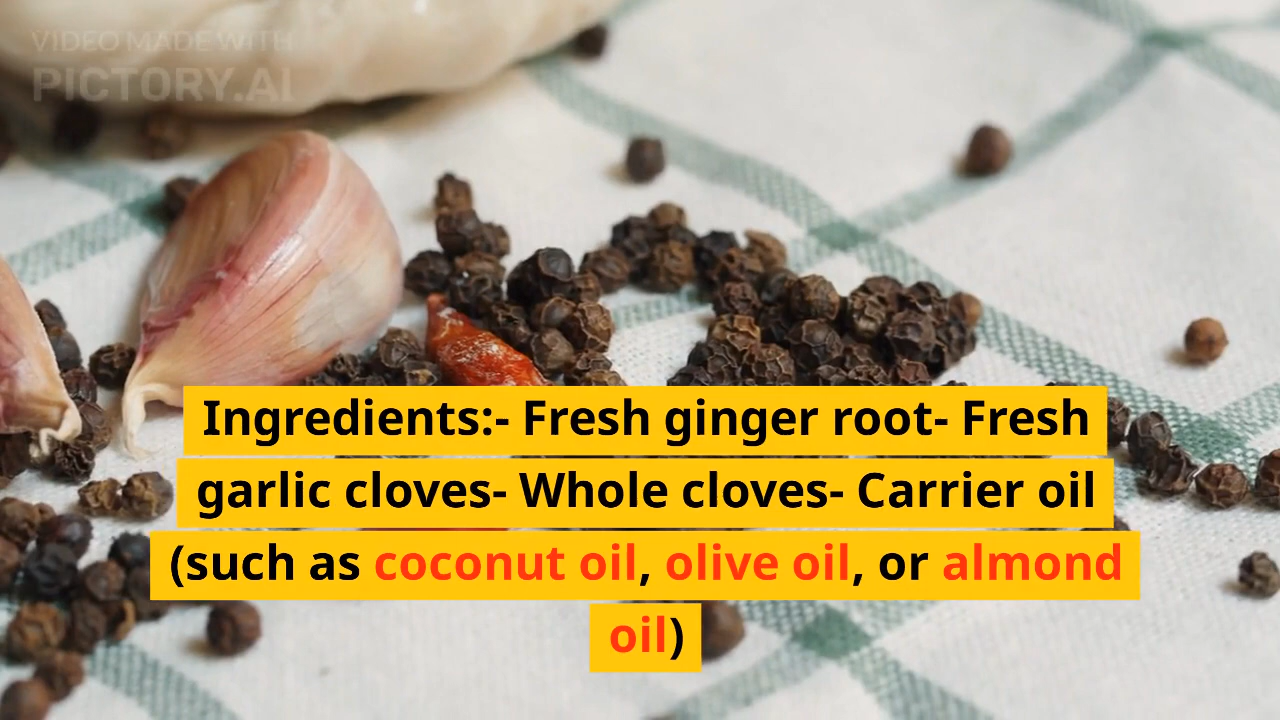 VIDEO MADE WITH
PICTORY.AI
Ingredients:- Fresh ginger root- Fresh
garlic cloves- Whole cloves- Carrier oil
(such as coconut oil, olive oil, or almond
oil)